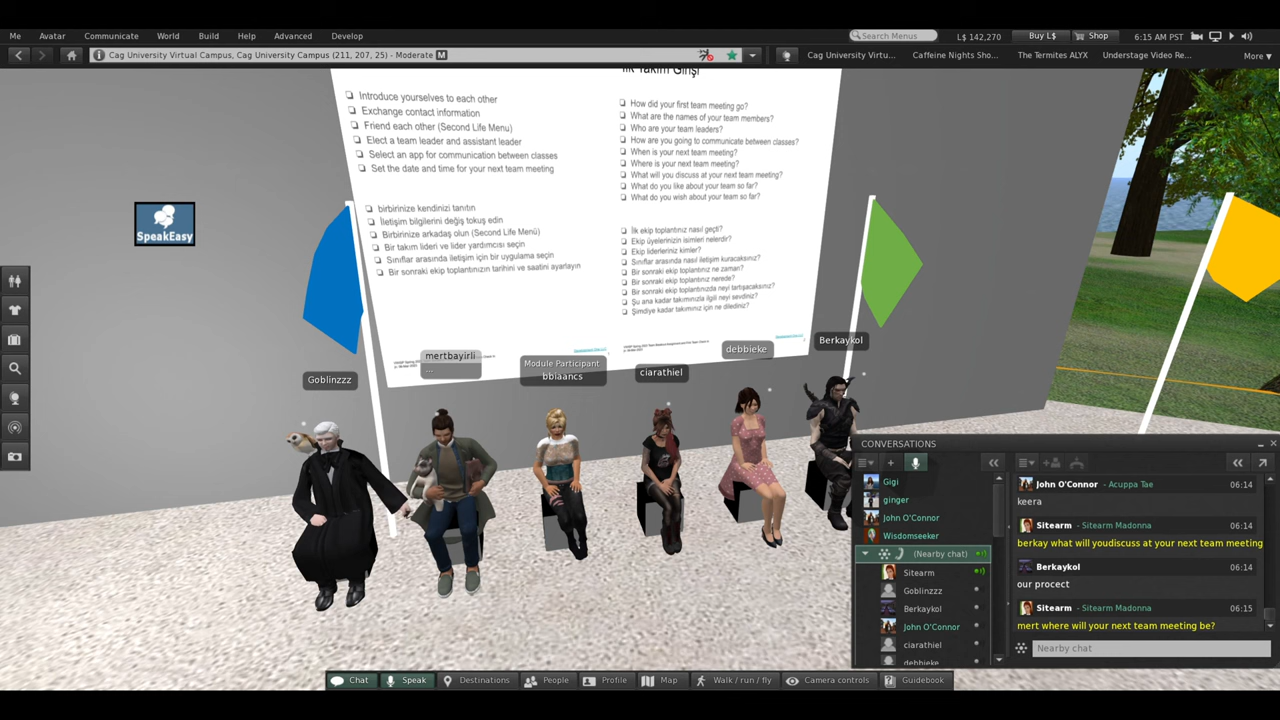 Me Avatar Communicate World Build Help Advanced Develop
Search Menus L$ 142,270 Buy L$ Shop 6:15 AM PST
Cag University Virtual Campus, Cag University Campus (211, 207, 25) - Moderate M
Cag University Virtu... Caffeine Nights Sho... The Termites ALYX Understage Video Re... More
Introduce yourselves to each other
Exchange contact information
Friend each other (Second Life Menu)
Elect a team leader and assistant leader
Select an app for communication between classes
Set the date and time for your next team meeting
birbirinize kendinizi tanıtın
İletişim bilgilerini değiş tokuş edin
Birbirinize arkadaş olun (Second Life Menü)
Bir takım lideri ve lider yardımcısı seçin
Sınıflar arasında iletişim için bir uygulama seçin
Bir sonraki ekip toplantınızın tarihini ve saatini ayarlayın
İlk Takım Girişi
How did your first team meeting go?
What are the names of your team members?
Who are your team leaders?
How are you going to communicate between classes?
When is your next team meeting?
Where is your next team meeting?
What will you discuss at your next team meeting?
What do you like about your team so far?
What do you wish about your team so far?
İlk ekip toplantınız nasıl geçti?
Ekip üyelerinizin isimleri nelerdir?
Ekip liderleriniz kimler?
Sınıflar arasında nasıl iletişim kuracaksınız?
Bir sonraki ekip toplantınız ne zaman?
Bir sonraki ekip toplantınız nerede?
Bir sonraki ekip toplantınızda neyi tartışacaksınız?
Şu ana kadar takımınızla ilgili neyi sevdiniz?
Şimdiye kadar takımınız için ne dilediniz?
SpeakEasy
Goblinzzz
mertbayirli
...
Module Participant
bblaancs
ciarathiel
debbieke
Berkaykol
CONVERSATIONS
Gigi
ginger
John O'Connor
Wisdomseeker
(Nearby chat)
Sitearm
Goblinzzz
Berkaykol
John O'Connor
ciarathiel
debbieke
John O'Connor - Acuppa Tae 06:14
keera
Sitearm - Sitearm Madonna 06:14
berkay what will youdiscuss at your next team meeting
Berkaykol 06:14
our procect
Sitearm - Sitearm Madonna 06:15
mert where will your next team meeting be?
Nearby chat
Chat Speak Destinations People Profile Map Walk / run / fly Camera controls Guidebook